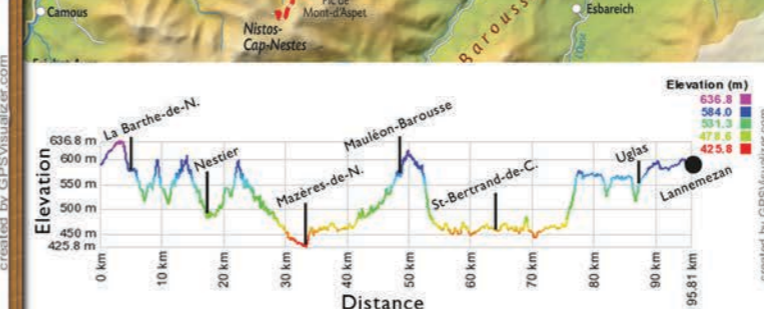 Camous
Pic de
Mont-d'Aspet
Nistos-
Cap-Nestes
Barouss
Esbareich
l'Ourse
created by GPSVisualizer.com
Elevation (m)
636.8
584.0
531.3
478.6
425.8
Elevation
636.8 m
600 m
550 m
500 m
450 m
425.8 m
La Barthe-de-N.
Nestier
Mazères-de-N.
Mauléon-Barousse
St-Bertrand-de-C.
Uglas
Lannemezan
0 km
10 km
20 km
30 km
40 km
50 km
60 km
70 km
80 km
90 km
95.81 km
Distance
created by GPSVisualizer.com